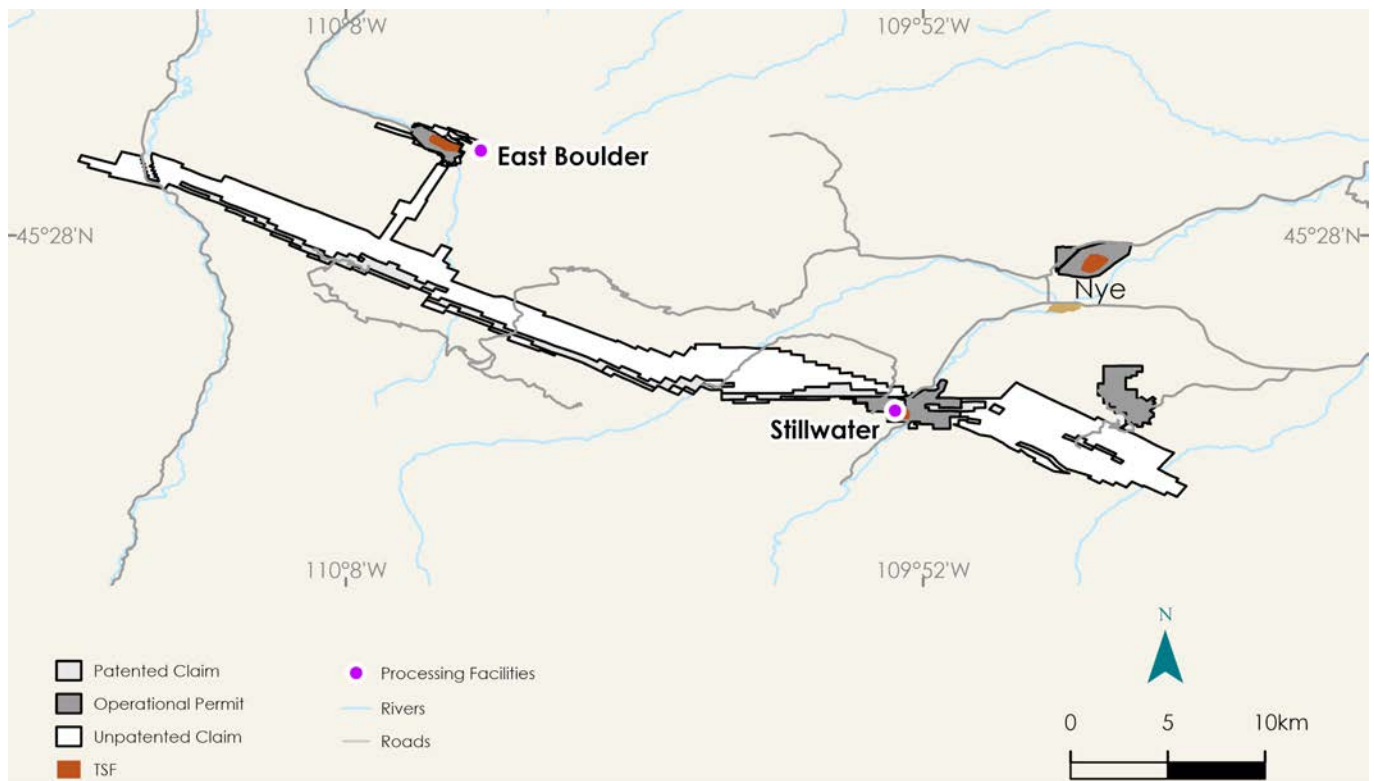 110°8'W
109°52'W
East Boulder
45°28'N
45°28'N
Nye
Stillwater
110°8'W
109°52'W
N
Patented Claim
Operational Permit
Unpatented Claim
TSF
Processing Facilities
Rivers
Roads
0 5 10km